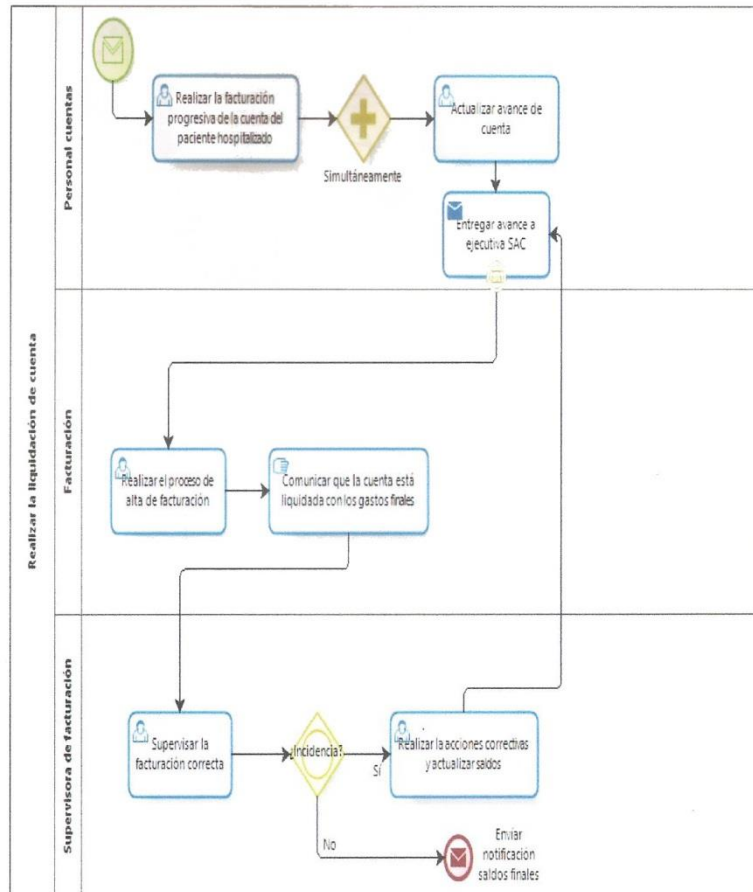 Realizar la liquidación de cuenta
Personal cuentas
Realizar la facturación
progresiva de la cuenta del
paciente hospitalizado
Simultáneamente
Actualizar avance de
cuenta
Entregar avance a
ejecutiva SAC
Facturación
Realizar el proceso de
alta de facturación
Comunicar que la cuenta está
liquidada con los gastos finales
Supervisora de facturación
Supervisar la
facturación correcta
¿Incidencia?
Sí
Realizar la acciones correctivas
y actualizar saldos
No
Enviar
notificación
saldos finales